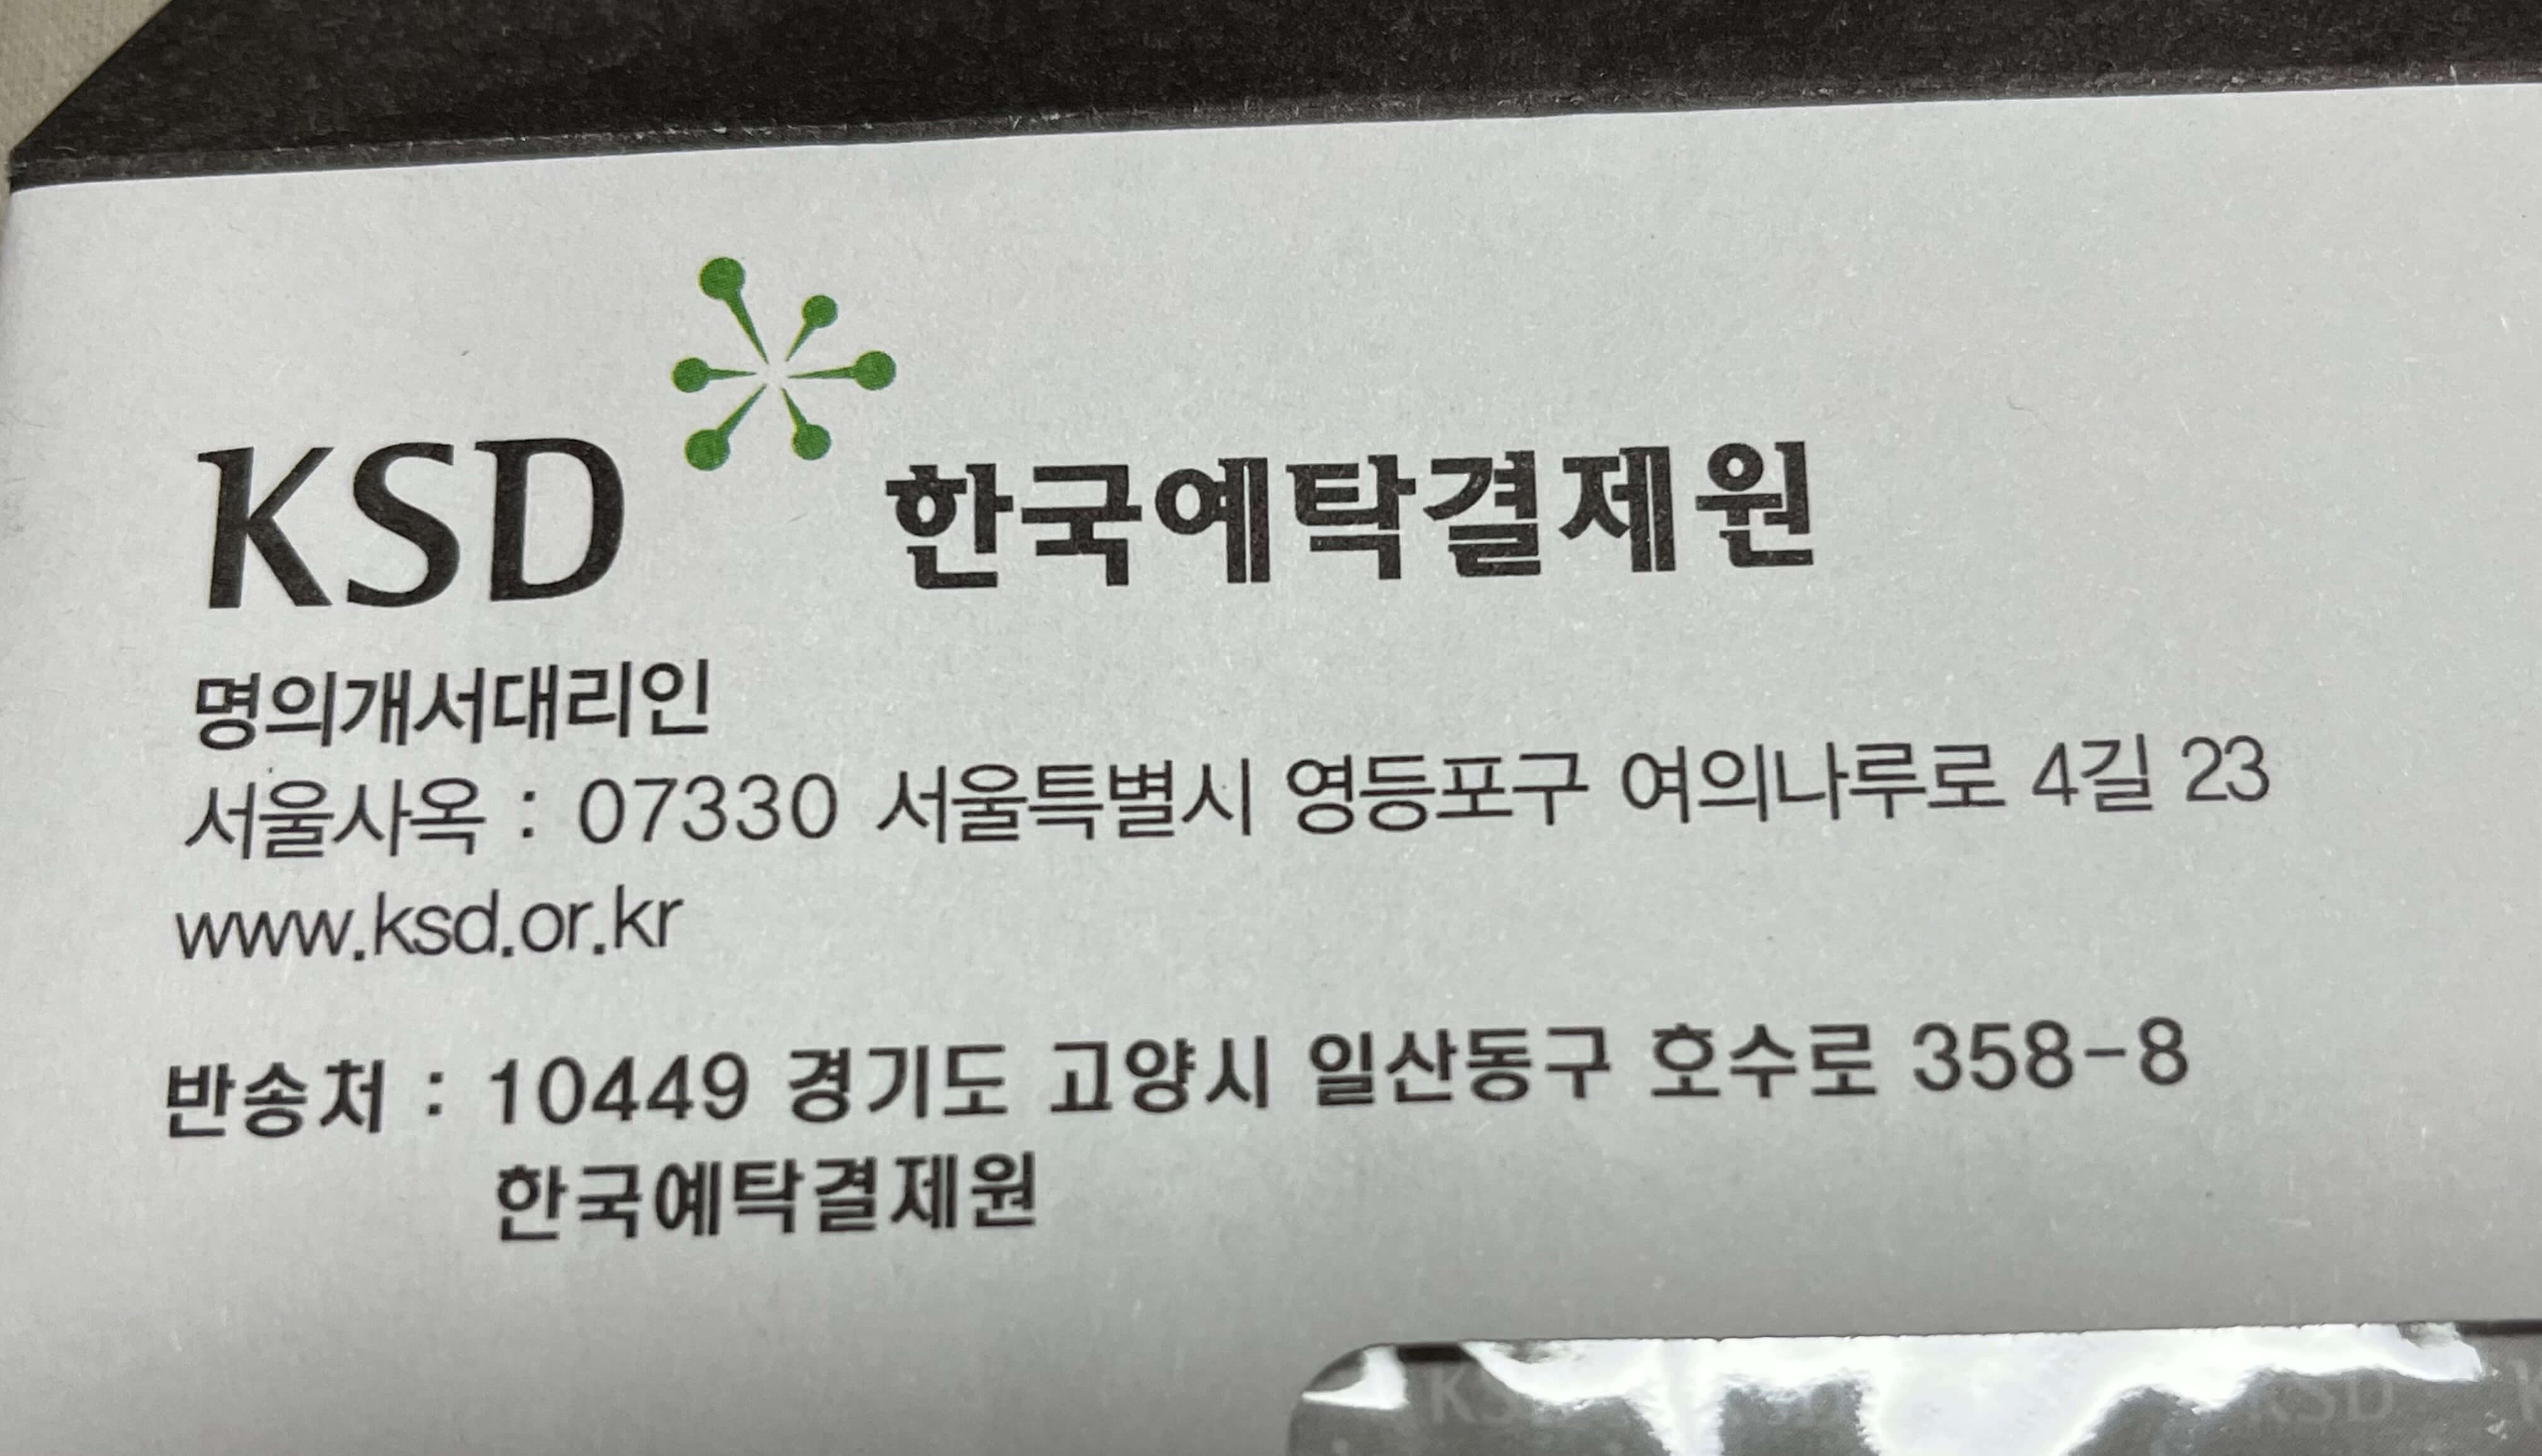 KSD 한국예탁결제원
명의개서대리인
서울사옥 : 07330 서울특별시 영등포구 여의나루로 4길 23
www.ksd.or.kr
반송처 : 10449 경기도 고양시 일산동구 호수로 358-8
한국예탁결제원
KSD